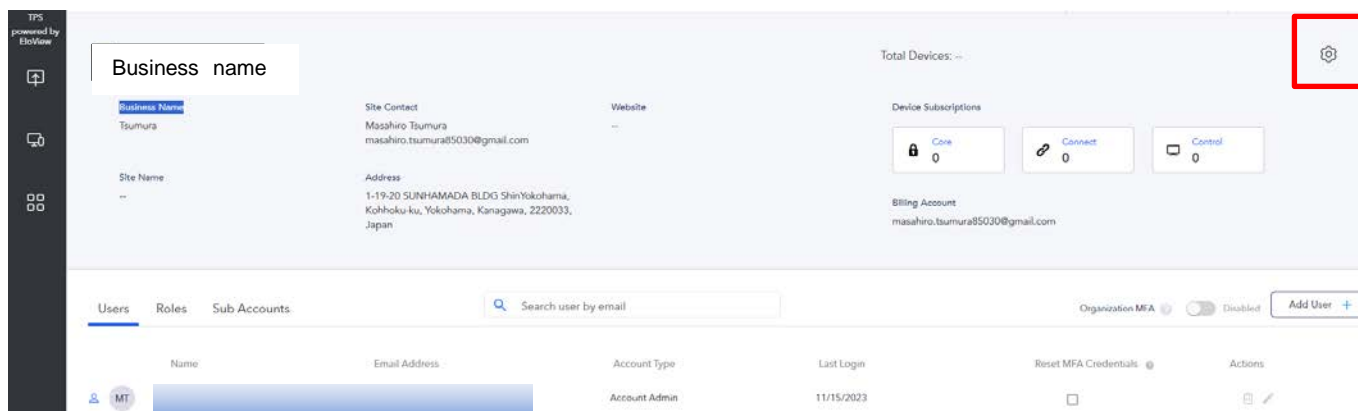 TPS
powered by
EloView
Business name
Total Devices: --
Business Name
Tsumura
Site Contact
Masahiro Tsumura
masahiro.tsumura85030@gmail.com
Website
--
Device Subscriptions
Core
0
Connect
0
Control
0
Site Name
--
Address
1-19-20 SUNHAMADA BLDG ShinYokohama,
Kohhoku-ku, Yokohama, Kanagawa, 2220033,
Japan
Billing Account
masahiro.tsumura85030@gmail.com
Users Roles Sub Accounts
Search user by email
Organization MFA
Disabled
Add User +
Name Email Address Account Type Last Login Reset MFA Credentials Actions
MT Account Admin 11/15/2023